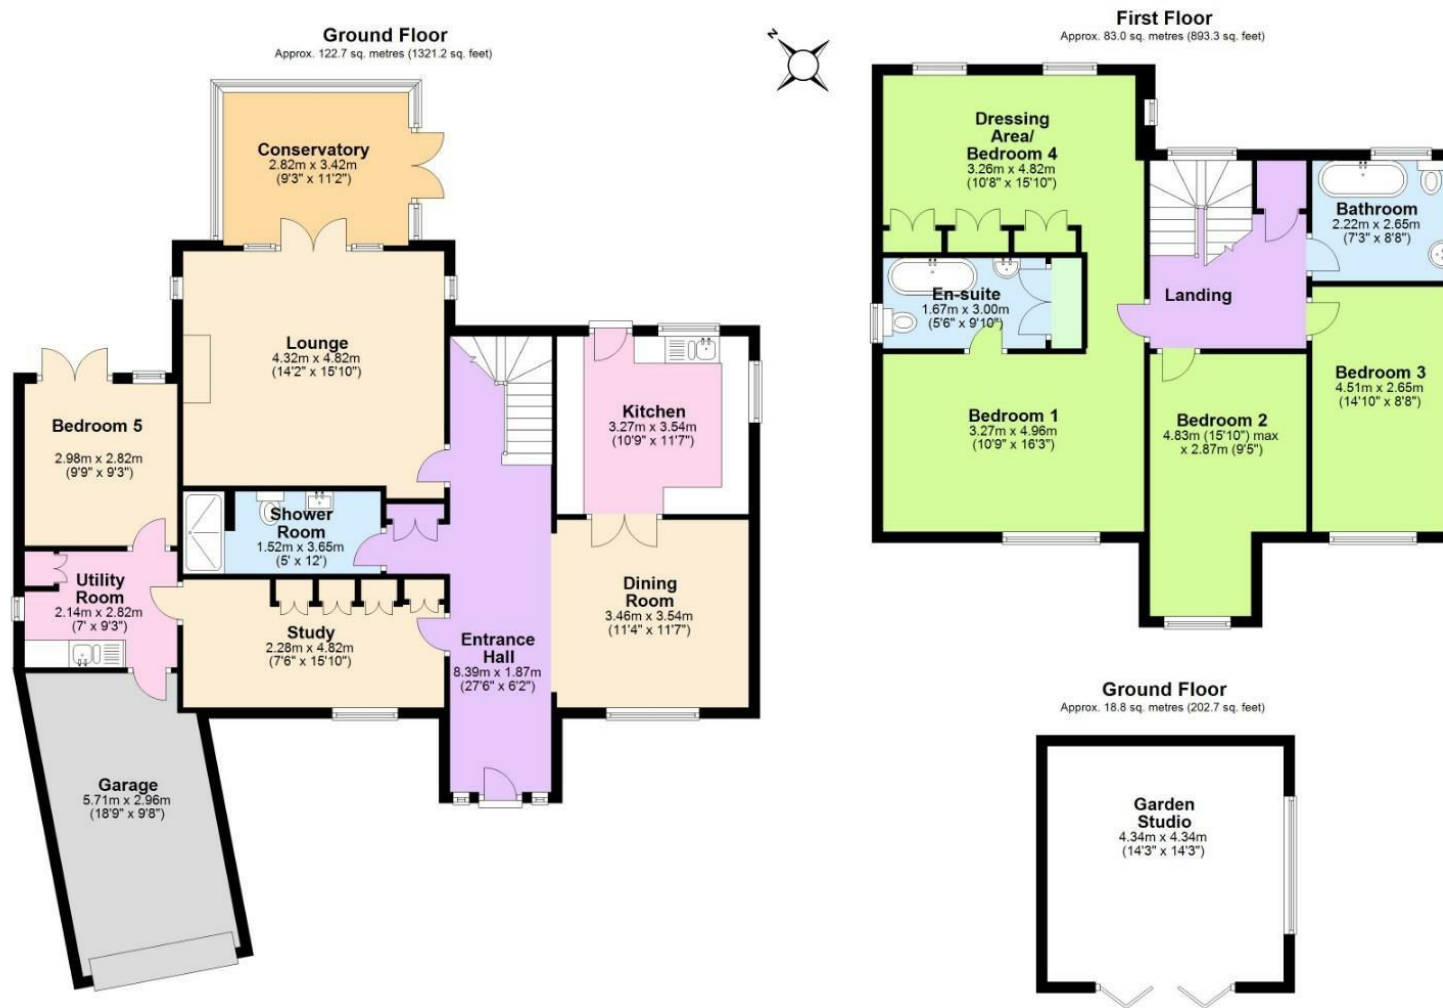 Ground Floor
Approx. 122.7 sq. metres (1321.2 sq. feet)
Conservatory
2.82m x 3.42m
(9'3" x 11'2")
Lounge
4.32m x 4.82m
(14'2" x 15'10")
Bedroom 5
2.98m x 2.82m
(9'9" x 9'3")
Kitchen
3.27m x 3.54m
(10'9" x 11'7")
Shower
Room
1.52m x 3.65m
(5' x 12')
Utility
Room
2.14m x 2.82m
(7' x 9'3")
Study
2.28m x 4.82m
(7'6" x 15'10")
Entrance
Hall
8.39m x 1.87m
(27'6" x 6'2")
Dining
Room
3.46m x 3.54m
(11'4" x 11'7")
Garage
5.71m x 2.96m
(18'9" x 9'8")
N
First Floor
Approx. 83.0 sq. metres (893.3 sq. feet)
Dressing
Area/
Bedroom 4
3.26m x 4.82m
(10'8" x 15'10")
Bathroom
2.22m x 2.65m
(7'3" x 8'8")
En-suite
1.67m x 3.00m
(5'6" x 9'10")
Landing
Bedroom 1
3.27m x 4.96m
(10'9" x 16'3")
Bedroom 2
4.83m (15'10") max
x 2.87m (9'5")
Bedroom 3
4.51m x 2.65m
(14'10" x 8'8")
Ground Floor
Approx. 18.8 sq. metres (202.7 sq. feet)
Garden
Studio
4.34m x 4.34m
(14'3" x 14'3")